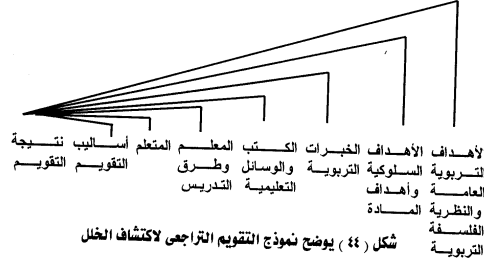 لأهداف
التربوية
العامة
والنظرية
الفلسفة
التربوية
الأهداف
السلوكية
وأهداف
المادة
الخبرات
التربوية
الكتب
والوسائل
التعليمية
المعلم
وطرق
التدريس
المتعلم
أساليب
التقويم
نتيجة
التقويم
شكل (٤٤) يوضح نموذج التقويم التراجعى لاكتشاف الخلل